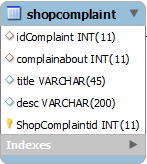 shopcomplaint
idComplaint INT(11)
complainabout INT(11)
title VARCHAR(45)
desc VARCHAR(200)
ShopComplaintid INT(11)
Indexes